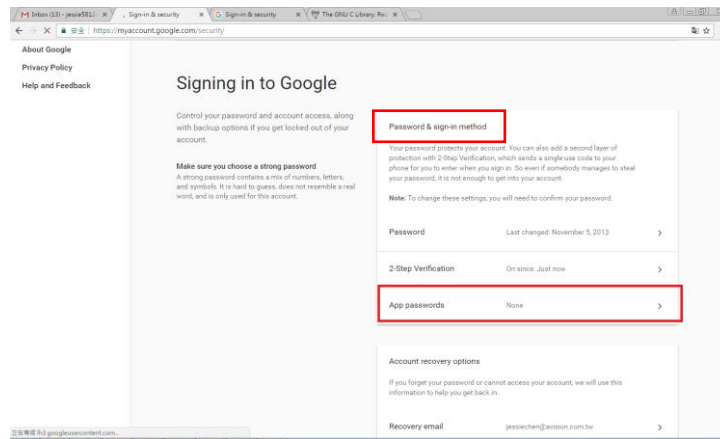 Inbox (13) - jessie5812
Sign-in & security
G Sign-in & security
The GNU C Library: Re
安全 | https://myaccount.google.com/security
About Google
Privacy Policy
Help and Feedback
Signing in to Google
Control your password and account access, along
with backup options if you get locked out of your
account.
Make sure you choose a strong password
A strong password contains a mix of numbers, letters,
and symbols. It is hard to guess, does not resemble a real
word, and is only used for this account.
Password & sign-in method
Your password protects your account. You can also add a second layer of
protection with 2-Step Verification, which sends a single-use code to your
phone for you to enter when you sign in. So even if somebody manages to steal
your password, it is not enough to get into your account.
Note: To change these settings, you will need to confirm your password.
Password Last changed: November 5, 2013
2-Step Verification On since: Just now
App passwords None
Account recovery options
If you forget your password or cannot access your account, we will use this
information to help you get back in.
Recovery email jessiechen@avision.com.tw
正在等待 lh3.googleusercontent.com...